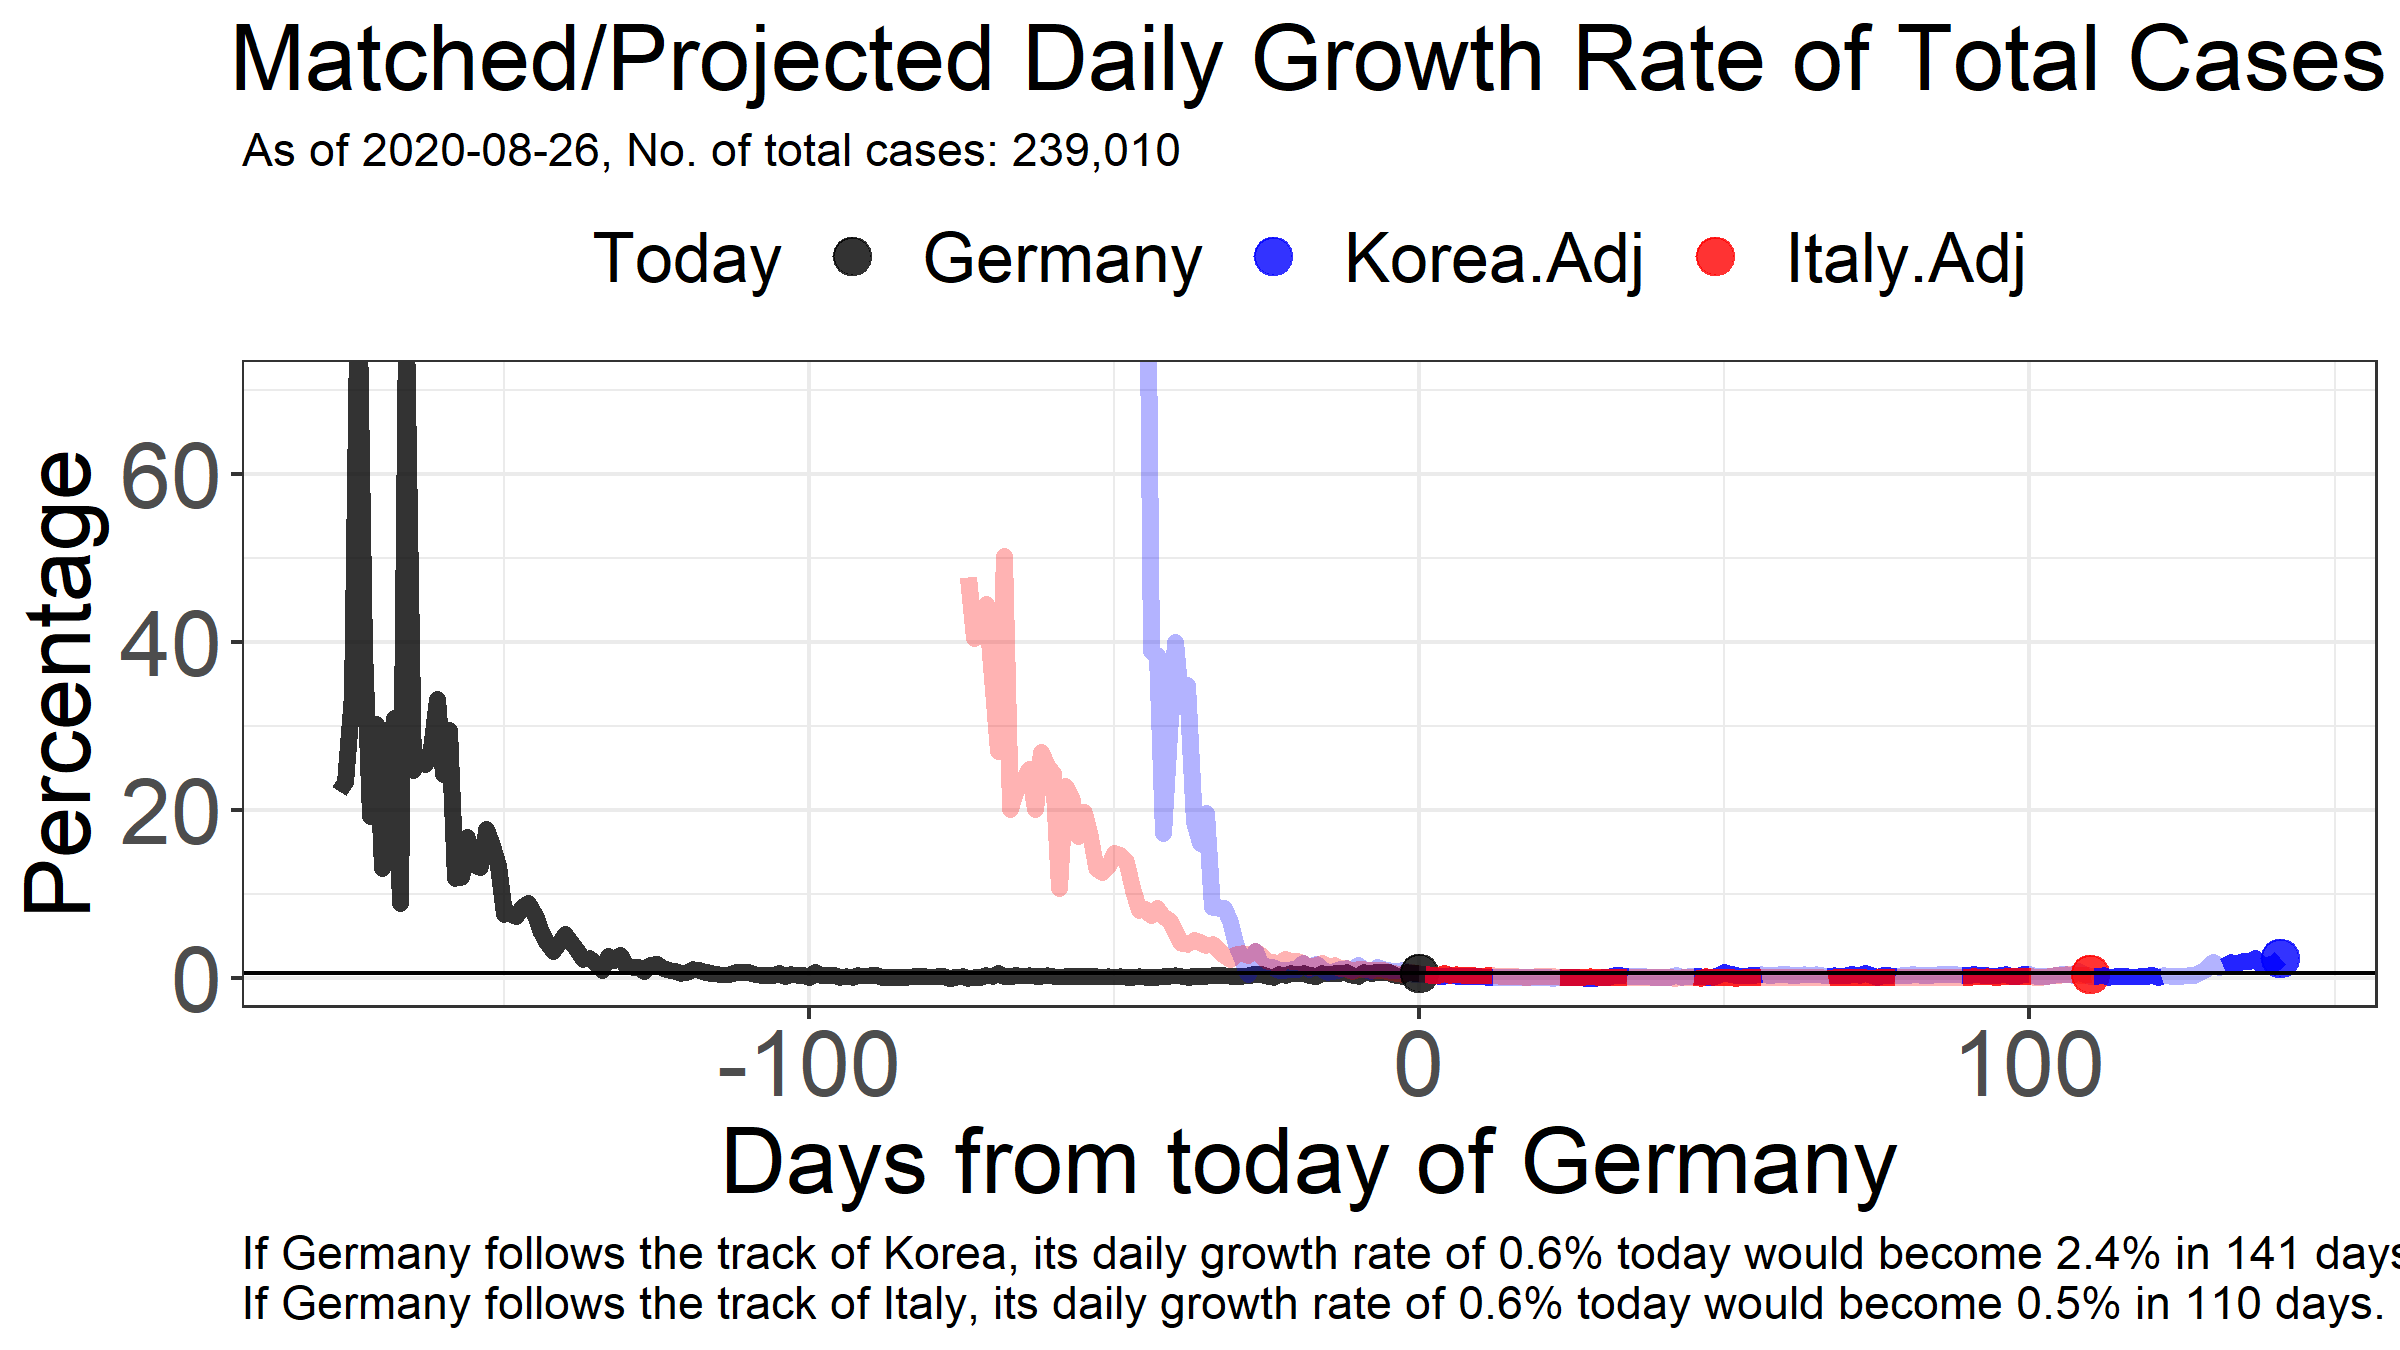 Matched/Projected Daily Growth Rate of Total Cases
As of 2020-08-26, No. of total cases: 239,010
Today Germany Korea.Adj Italy.Adj
Percentage
60
40
20
0
-100 0 100
Days from today of Germany
If Germany follows the track of Korea, its daily growth rate of 0.6% today would become 2.4% in 141 days
If Germany follows the track of Italy, its daily growth rate of 0.6% today would become 0.5% in 110 days.